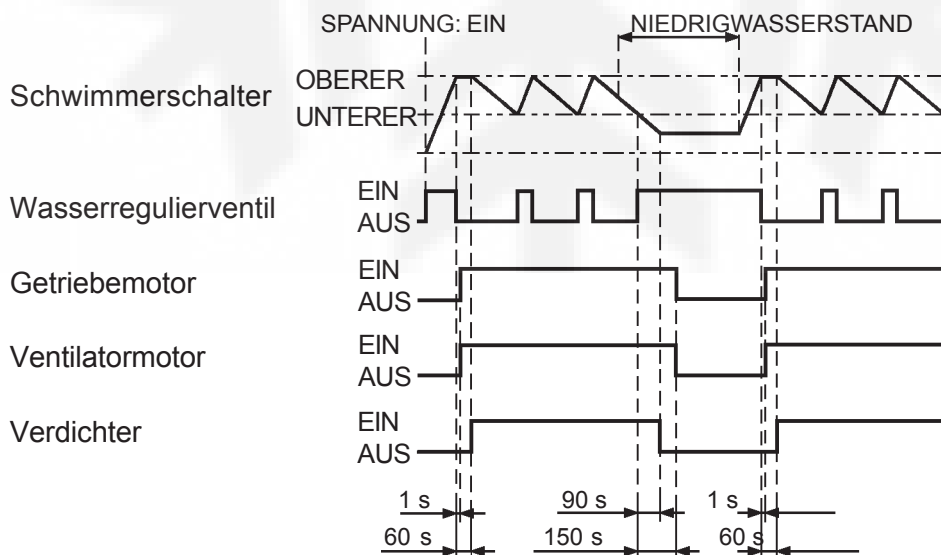 SPANNUNG: EIN
NIEDRIGWASSERSTAND
Schwimmerschalter
OBERER
UNTERER
Wasserregulierventil
EIN
AUS
Getriebemotor
EIN
AUS
Ventilatormotor
EIN
AUS
Verdichter
EIN
AUS
1 s
90 s
1 s
60 s
150 s
60 s